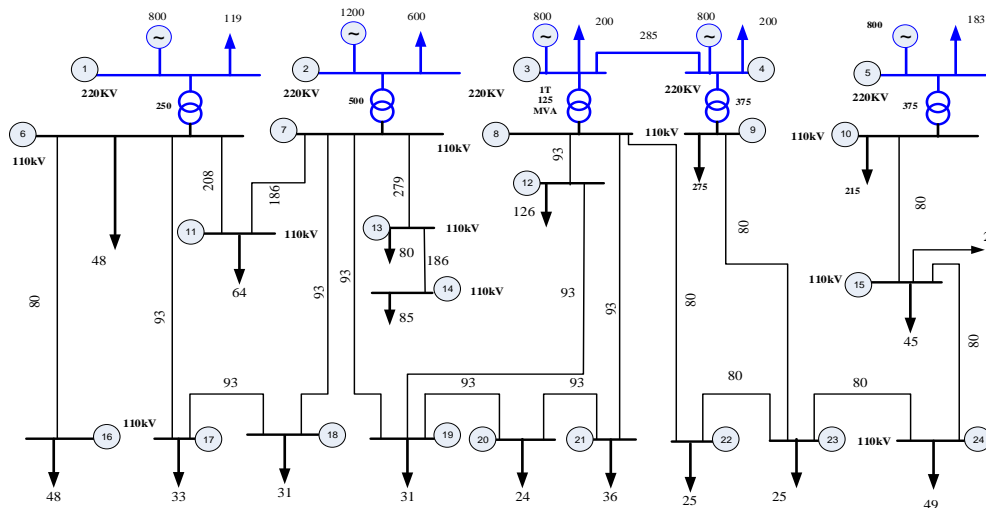 800 119 1200 600 800 200 285 800 200 800 183
~ ~ ~ ~ ~
1 2 3 4 5
220KV 250 220KV 500 220KV 1T 125 MVA 220KV 375 220KV 375
6 7 8 9 10
110kV 110kV 110kV 110kV
208 186 279 93 12 275 215 80
48 11 110kV 13 110kV 126 80
64 80 186
80 93 93 93 14 110kV 93 93 80 110kV 15 2
85 45 80
93 93 93 80 80
16 110kV 17 18 19 20 21 22 23 110kV 24
48 33 31 31 24 36 25 25 49